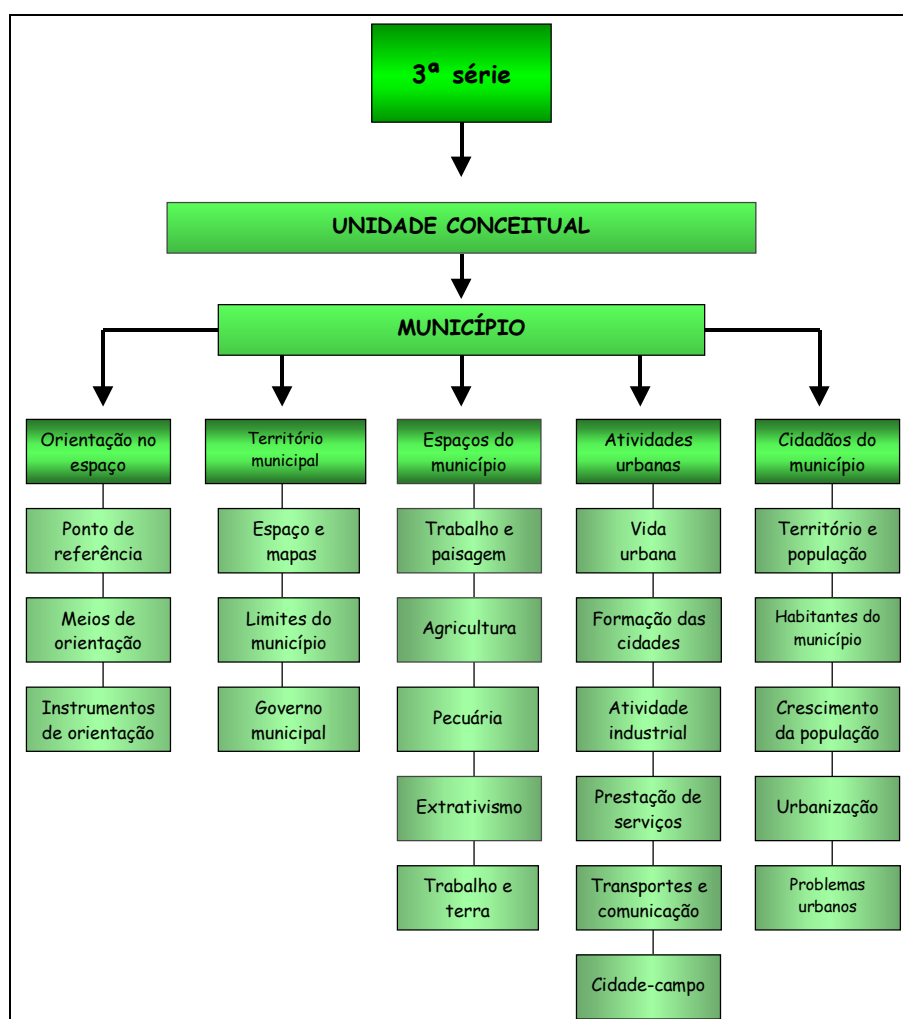 3ª série
UNIDADE CONCEITUAL
MUNICÍPIO
Orientação no
espaço
Ponto de
referência
Meios de
orientação
Instrumentos
de orientação
Território
municipal
Espaço e
mapas
Limites do
município
Governo
municipal
Espaços do
município
Trabalho e
paisagem
Agricultura
Pecuária
Extrativismo
Trabalho e
terra
Atividades
urbanas
Vida
urbana
Formação das
cidades
Atividade
industrial
Prestação de
serviços
Transportes e
comunicação
Cidade-campo
Cidadãos do
município
Território e
população
Habitantes do
município
Crescimento
da população
Urbanização
Problemas
urbanos